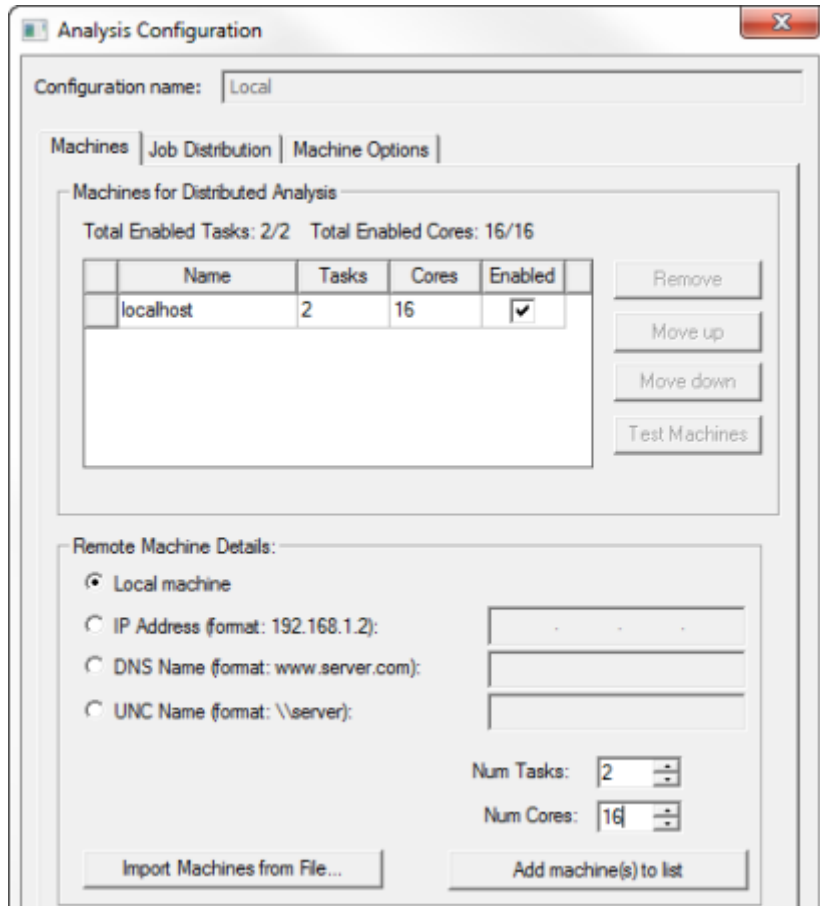 Analysis Configuration
Configuration name: Local
Machines Job Distribution Machine Options
Machines for Distributed Analysis
Total Enabled Tasks: 2/2 Total Enabled Cores: 16/16
Name Tasks Cores Enabled
localhost 2 16
Remove
Move up
Move down
Test Machines
Remote Machine Details:
Local machine
IP Address (format: 192.168.1.2):
DNS Name (format: www.server.com):
UNC Name (format: \\server):
Num Tasks: 2
Num Cores: 16
Import Machines from File... Add machine(s) to list